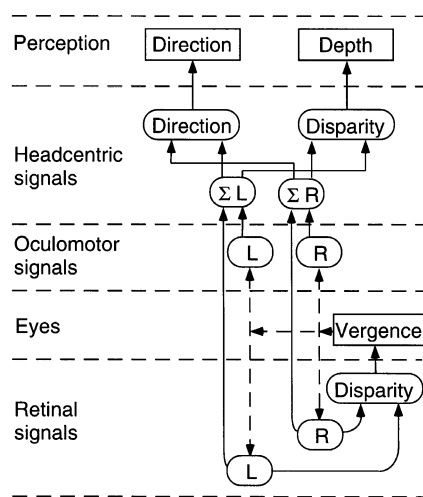 Perception
Direction
Depth
Headcentric
signals
Direction
Disparity
Σ L
Σ R
Oculomotor
signals
L
R
Eyes
Vergence
Retinal
signals
Disparity
R
L